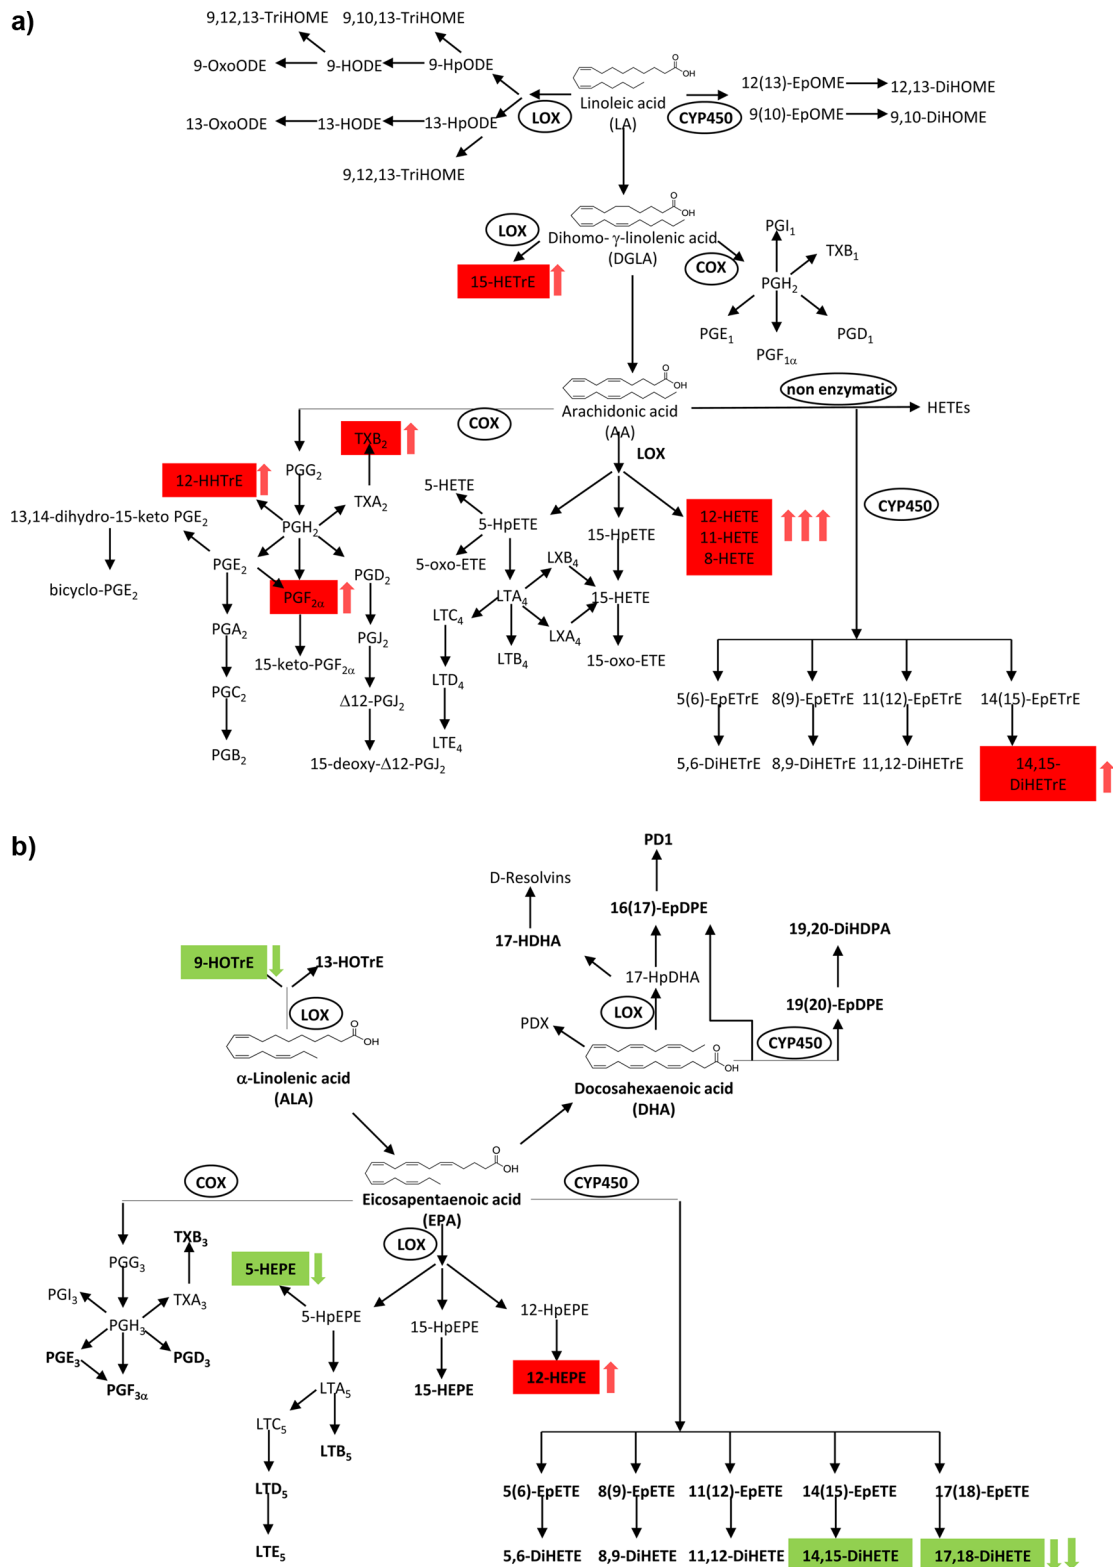 a)
9,12,13-TriHOME
9,10,13-TriHOME
9-OxoODE
9-HODE
9-HpODE
O
OH
Linoleic acid
(LA)
LOX
CYP450
12(13)-EpOME
12,13-DiHOME
9(10)-EpOME
9,10-DiHOME
13-OxoODE
13-HODE
13-HpODE
9,12,13-TriHOME
O
OH
Dihomo- γ-linolenic acid
(DGLA)
LOX
COX
15-HETrE
PGI1
TXB1
PGH2
PGE1
PGD1
PGF1α
O
OH
Arachidonic acid
(AA)
non enzymatic
HETEs
COX
LOX
CYP450
TXB2
12-HHTrE
PGG2
TXA2
13,14-dihydro-15-keto PGE2
PGH2
bicyclo-PGE2
PGE2
PGF2α
PGD2
PGA2
15-keto-PGF2α
PGJ2
PGC2
Δ12-PGJ2
PGB2
15-deoxy-Δ12-PGJ2
5-HETE
5-HpETE
5-oxo-ETE
15-HpETE
12-HETE
11-HETE
8-HETE
LXB4
LTA4
15-HETE
LTC4
LXA4
LTB4
15-oxo-ETE
LTD4
LTE4
5(6)-EpETrE
8(9)-EpETrE
11(12)-EpETrE
14(15)-EpETrE
5,6-DiHETrE
8,9-DiHETrE
11,12-DiHETrE
14,15-
DiHETrE
b)
PD1
D-Resolvins
16(17)-EpDPE
17-HDHA
19,20-DiHDPA
9-HOTrE
13-HOTrE
17-HpDHA
19(20)-EpDPE
LOX
LOX
PDX
CYP450
O
OH
α-Linolenic acid
(ALA)
O
OH
Docosahexaenoic acid
(DHA)
O
OH
Eicosapentaenoic acid
(EPA)
COX
CYP450
LOX
TXB3
PGG3
5-HEPE
PGI3
TXA3
PGH3
5-HpEPE
15-HpEPE
12-HpEPE
PGE3
PGD3
PGF3α
LTA5
15-HEPE
12-HEPE
LTC5
LTB5
LTD5
LTE5
5(6)-EpETE
8(9)-EpETE
11(12)-EpETE
14(15)-EpETE
17(18)-EpETE
5,6-DiHETE
8,9-DiHETE
11,12-DiHETE
14,15-DiHETE
17,18-DiHETE